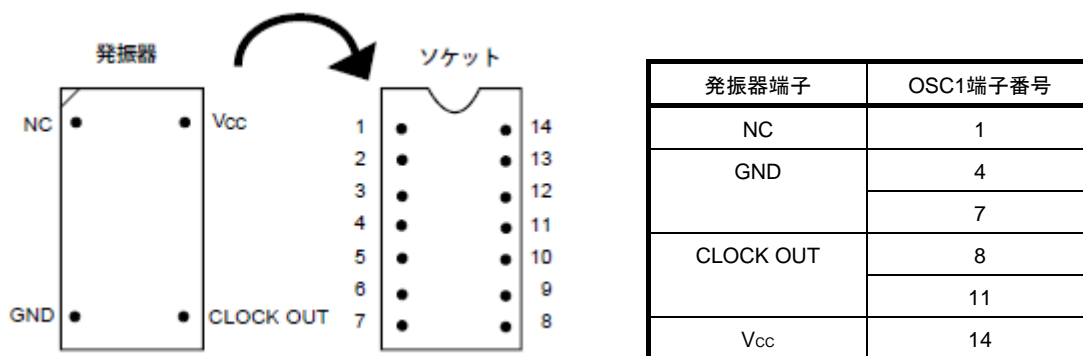 発振器
NC
Vcc
GND
CLOCK OUT
ソケット
1 14
2 13
3 12
4 11
5 10
6 9
7 8
発振器端子 OSC1端子番号
NC 1
GND 4
7
CLOCK OUT 8
11
Vcc 14